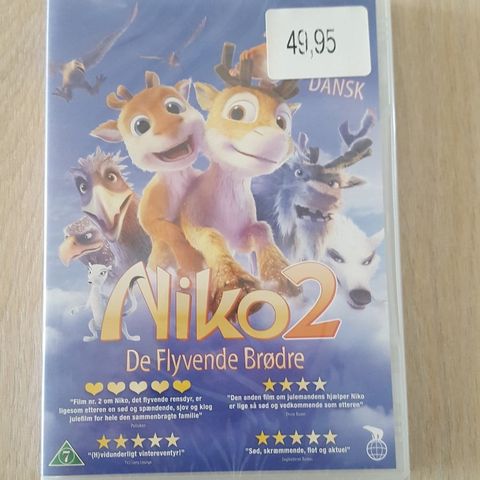 49,95
DANSK
Niko 2
De Flyvende Brødre
"Film nr. 2 om Niko, det flyvende rensdyr, er
ligesom etteren en sød og spændende, sjov og klog
julefilm for hele den sammenbragte familie"
Politiken
"Den anden film om julemandens hjælper Niko
er lige så sød og vedkommende som etteren"
"(H)vidunderligt vintereventyr!"
"Sød, skræmmende, flot og aktuel"
7